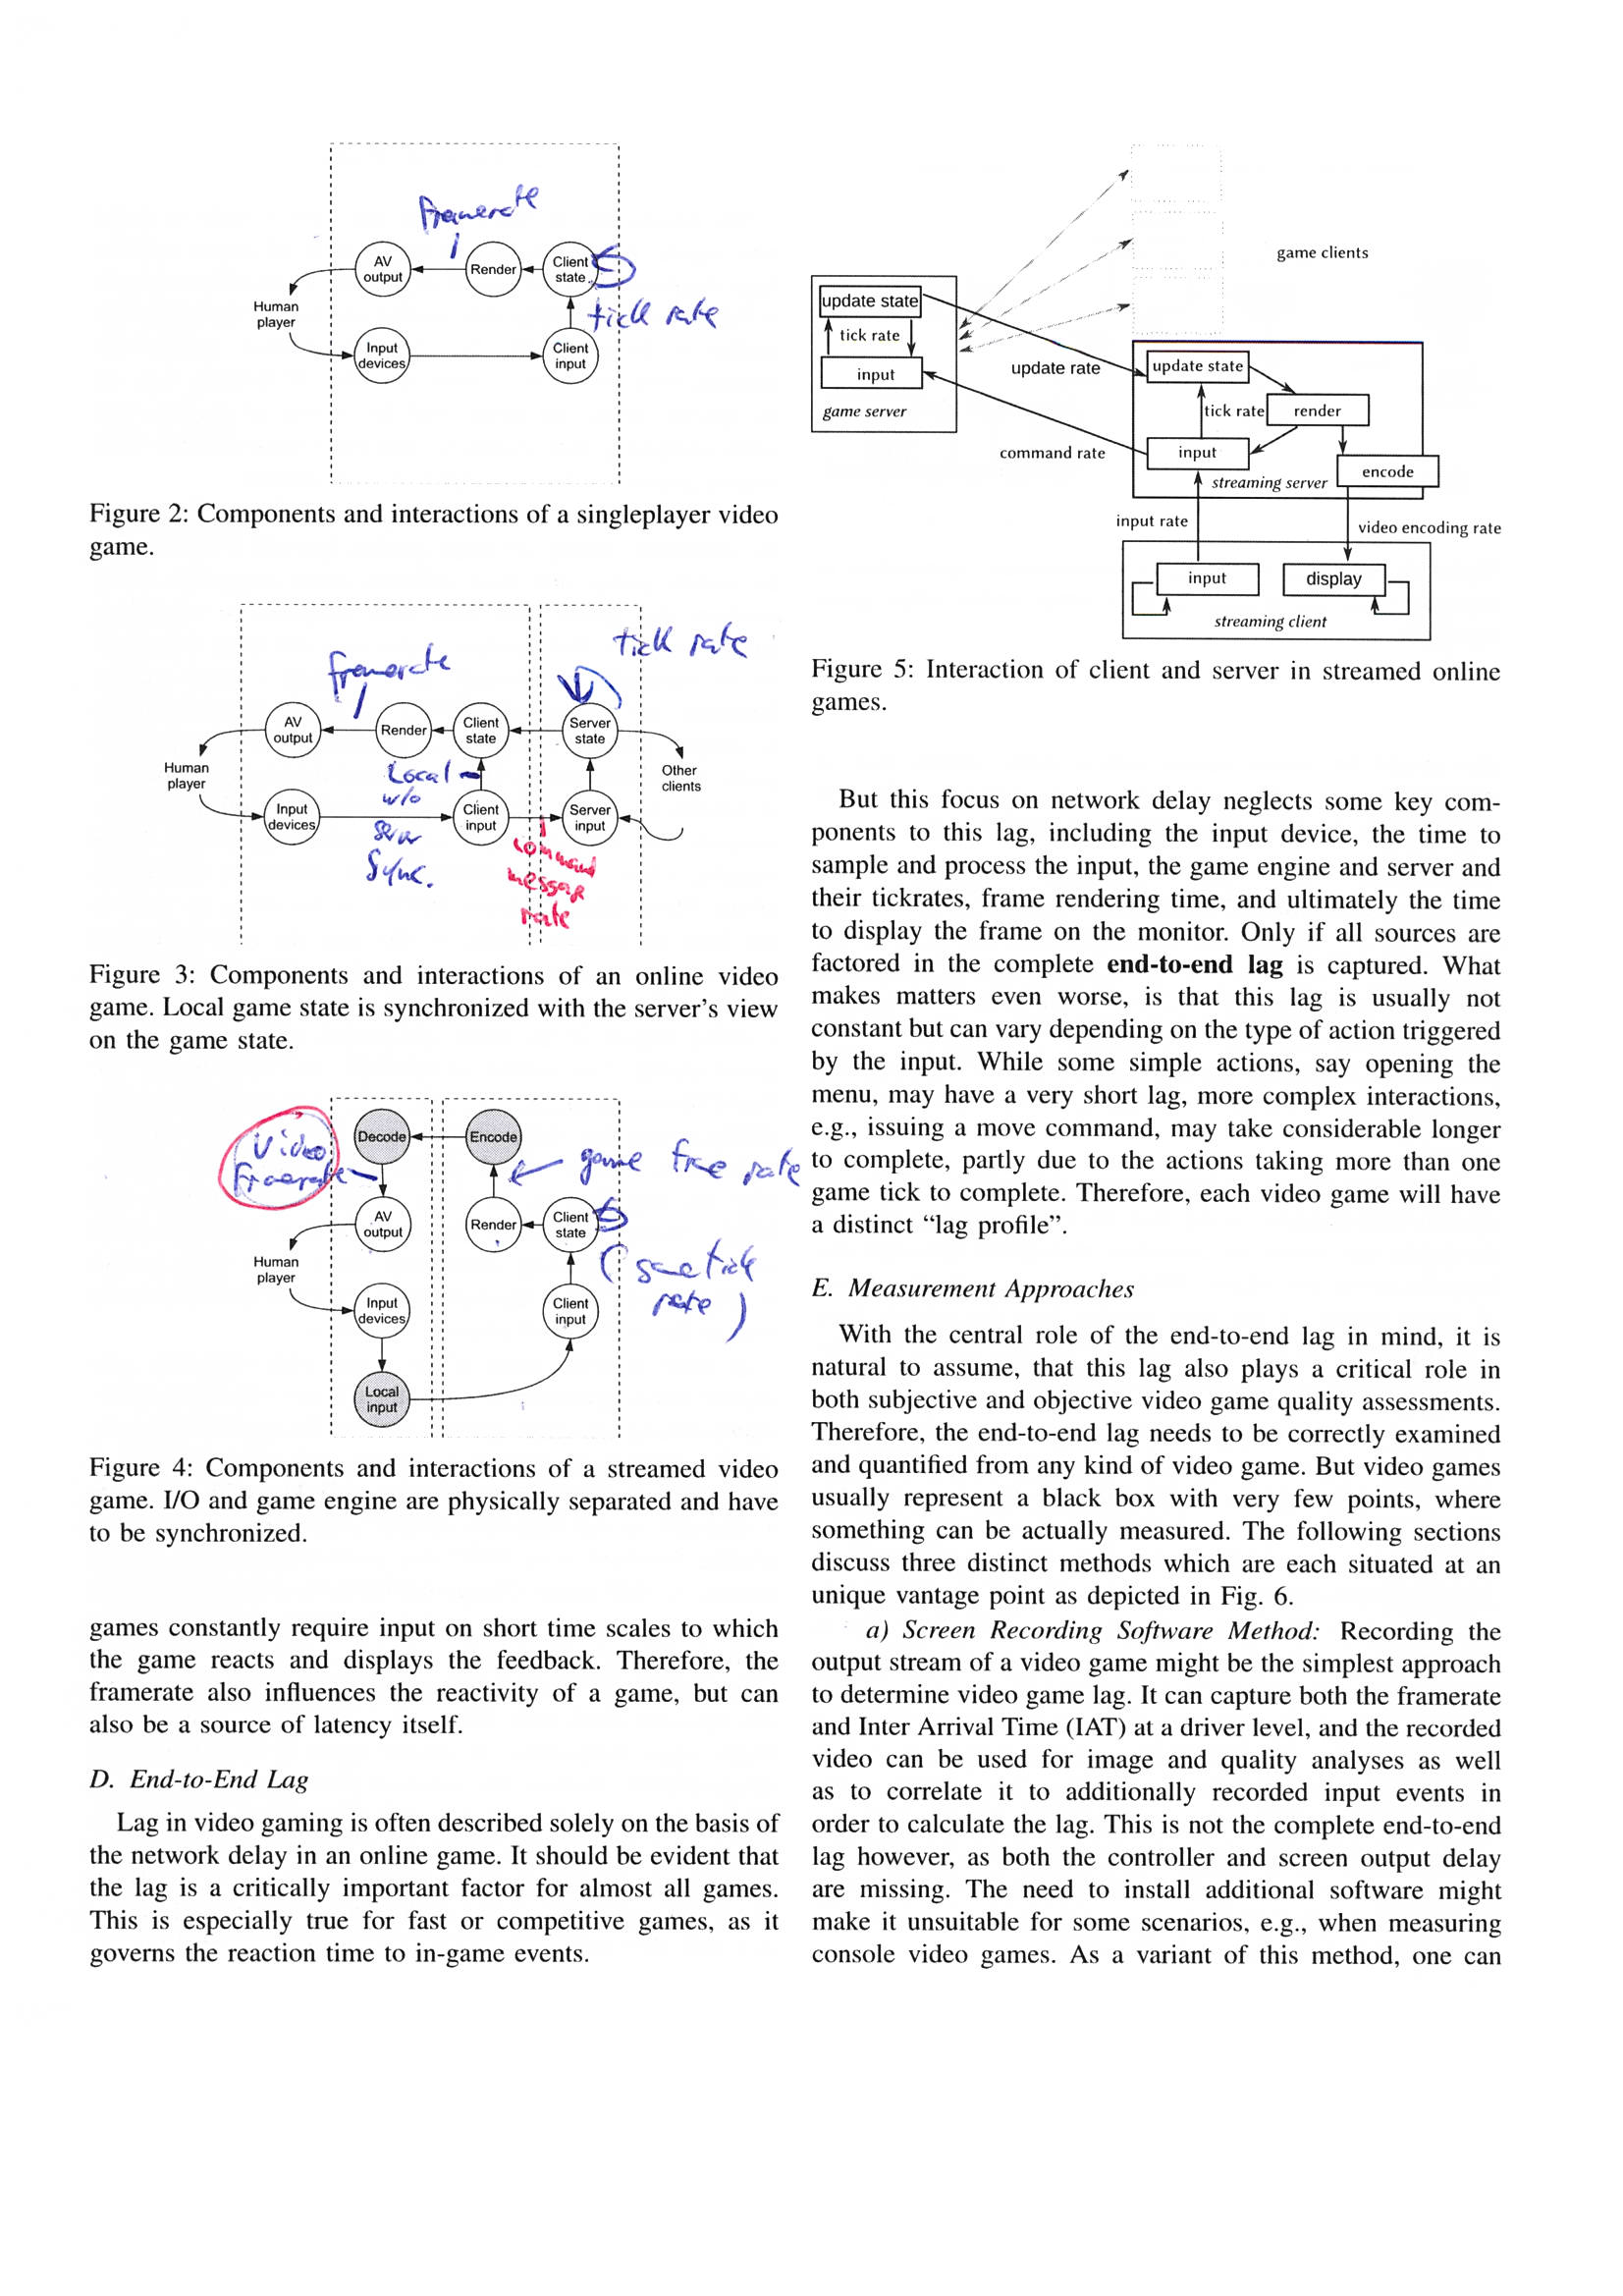 Framerate
AV
output
Render
Client
state
Human
player
tick rate
Input
devices
Client
input
Figure 2: Components and interactions of a singleplayer video
game.
tick rate
framerate
AV
output
Render
Client
state
Server
state
Human
player
Local
w/o
Other
clients
Input
devices
Client
input
Server
input
Server
Sync.
command
message
rate
Figure 3: Components and interactions of an online video
game. Local game state is synchronized with the server's view
on the game state.
Decode
Encode
Video
game
rate
AV
output
Render
Client
state
Human
player
tick
rate )
Input
devices
Client
input
Local
input
Figure 4: Components and interactions of a streamed video
game. I/O and game engine are physically separated and have
to be synchronized.
games constantly require input on short time scales to which
the game reacts and displays the feedback. Therefore, the
framerate also influences the reactivity of a game, but can
also be a source of latency itself.
D. End-to-End Lag
Lag in video gaming is often described solely on the basis of
the network delay in an online game. It should be evident that
the lag is a critically important factor for almost all games.
This is especially true for fast or competitive games, as it
governs the reaction time to in-game events.
game clients
update state
tick rate
input
game server
update rate
command rate
update state
tick rate
render
input
encode
streaming server
input rate
video encoding rate
input
display
streaming client
Figure 5: Interaction of client and server in streamed online
games.
But this focus on network delay neglects some key com-
ponents to this lag, including the input device, the time to
sample and process the input, the game engine and server and
their tickrates, frame rendering time, and ultimately the time
to display the frame on the monitor. Only if all sources are
factored in the complete end-to-end lag is captured. What
makes matters even worse, is that this lag is usually not
constant but can vary depending on the type of action triggered
by the input. While some simple actions, say opening the
menu, may have a very short lag, more complex interactions,
e.g., issuing a move command, may take considerable longer
to complete, partly due to the actions taking more than one
game tick to complete. Therefore, each video game will have
a distinct “lag profile”.
E. Measurement Approaches
With the central role of the end-to-end lag in mind, it is
natural to assume, that this lag also plays a critical role in
both subjective and objective video game quality assessments.
Therefore, the end-to-end lag needs to be correctly examined
and quantified from any kind of video game. But video games
usually represent a black box with very few points, where
something can be actually measured. The following sections
discuss three distinct methods which are each situated at an
unique vantage point as depicted in Fig. 6.
a) Screen Recording Software Method: Recording the
output stream of a video game might be the simplest approach
to determine video game lag. It can capture both the framerate
and Inter Arrival Time (IAT) at a driver level, and the recorded
video can be used for image and quality analyses as well
as to correlate it to additionally recorded input events in
order to calculate the lag. This is not the complete end-to-end
lag however, as both the controller and screen output delay
are missing. The need to install additional software might
make it unsuitable for some scenarios, e.g., when measuring
console video games. As a variant of this method, one can